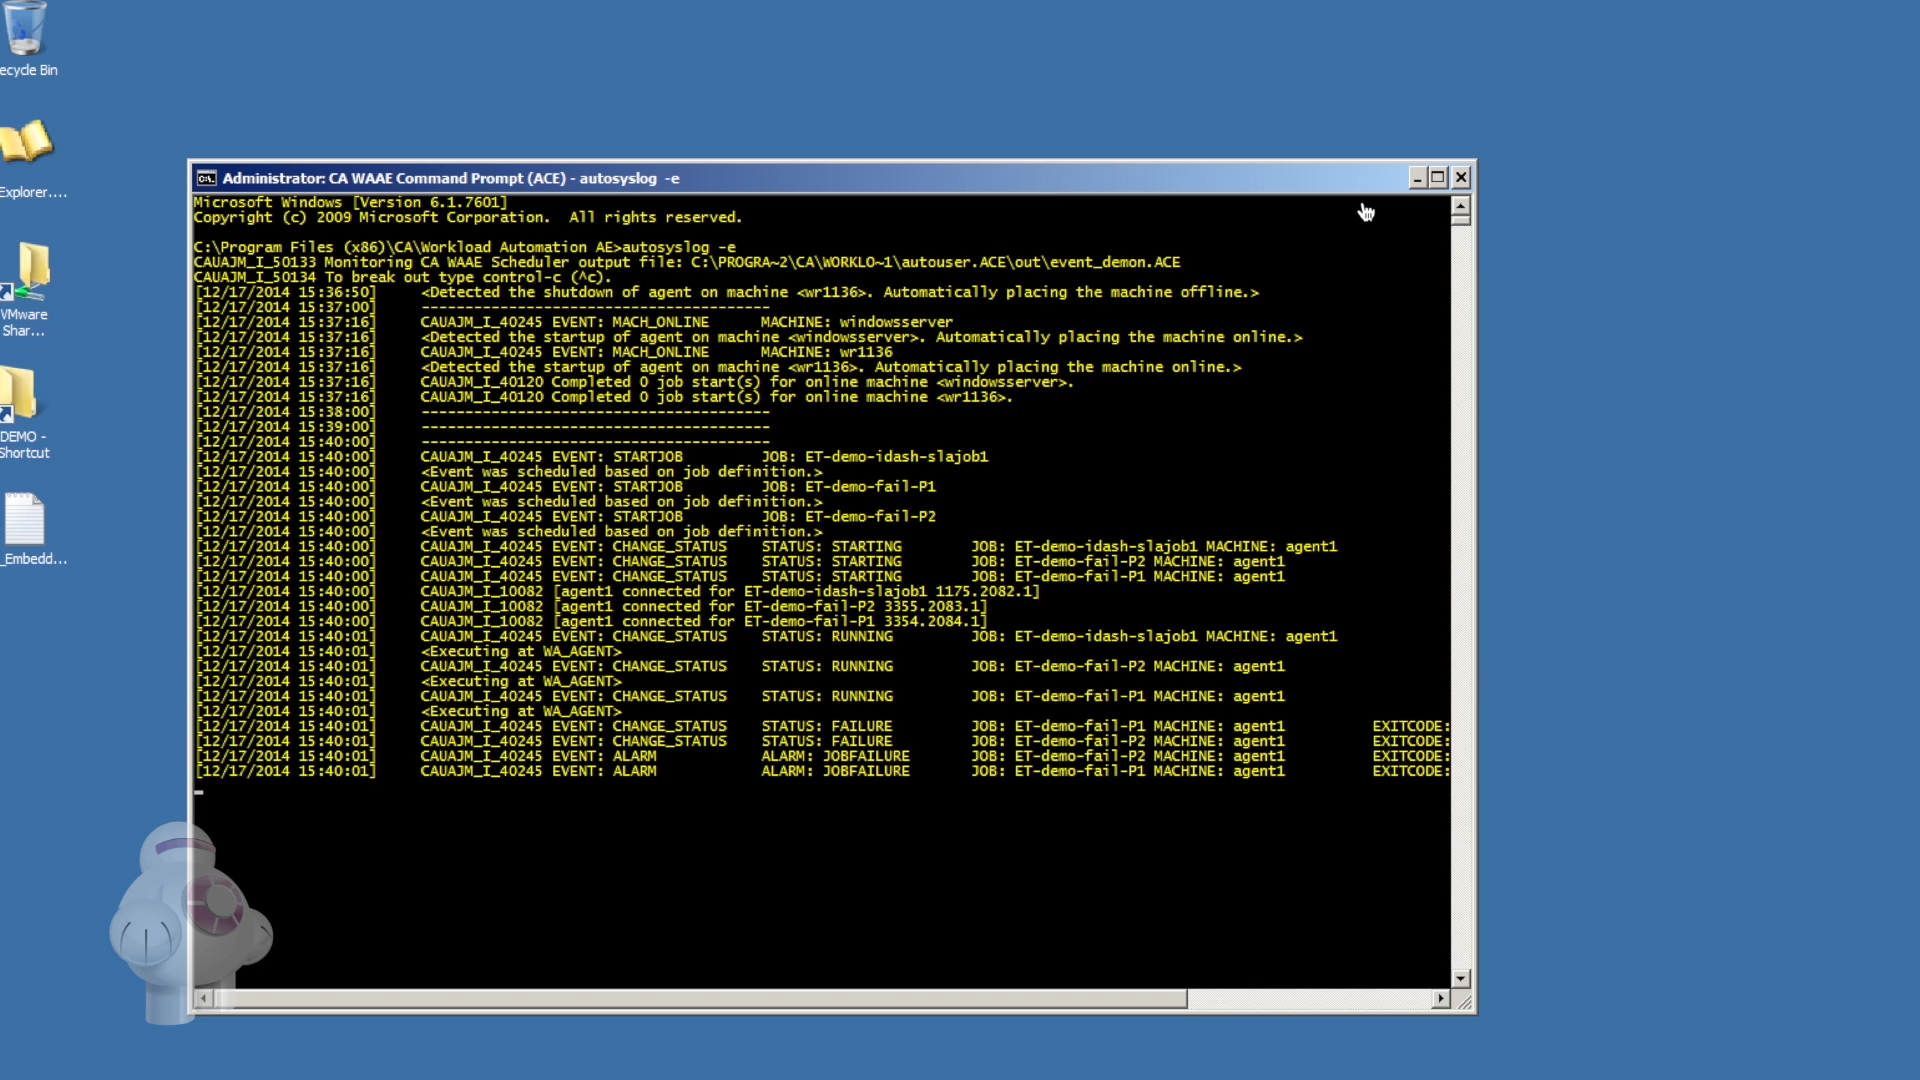 ecycle Bin
Explorer....
VMware
Shar...
DEMO -
Shortcut
_Embedd...
Administrator: CA WAAE Command Prompt (ACE) - autosyslog -e
Microsoft Windows [Version 6.1.7601]
Copyright (c) 2009 Microsoft Corporation. All rights reserved.
C:\Program Files (x86)\CA\Workload Automation AE>autosyslog -e
CAUAJM_I_50133 Monitoring CA WAAE Scheduler output file: C:\PROGRA~2\CA\WORKLO~1\autouser.ACE\out\event_demon.ACE
CAUAJM_I_50134 To break out type control-c (^c).
[12/17/2014 15:36:50] <Detected the shutdown of agent on machine <wr1136>. Automatically placing the machine offline.>
[12/17/2014 15:37:00] ----------------------------------------
[12/17/2014 15:37:16] CAUAJM_I_40245 EVENT: MACH_ONLINE MACHINE: windowsserver
[12/17/2014 15:37:16] <Detected the startup of agent on machine <windowsserver>. Automatically placing the machine online.>
[12/17/2014 15:37:16] CAUAJM_I_40245 EVENT: MACH_ONLINE MACHINE: wr1136
[12/17/2014 15:37:16] <Detected the startup of agent on machine <wr1136>. Automatically placing the machine online.>
[12/17/2014 15:37:16] CAUAJM_I_40120 Completed 0 job start(s) for online machine <windowsserver>.
[12/17/2014 15:37:16] CAUAJM_I_40120 Completed 0 job start(s) for online machine <wr1136>.
[12/17/2014 15:38:00] ----------------------------------------
[12/17/2014 15:39:00] ----------------------------------------
[12/17/2014 15:40:00] ----------------------------------------
[12/17/2014 15:40:00] CAUAJM_I_40245 EVENT: STARTJOB JOB: ET-demo-idash-slajob1
[12/17/2014 15:40:00] <Event was scheduled based on job definition.>
[12/17/2014 15:40:00] CAUAJM_I_40245 EVENT: STARTJOB JOB: ET-demo-fail-P1
[12/17/2014 15:40:00] <Event was scheduled based on job definition.>
[12/17/2014 15:40:00] CAUAJM_I_40245 EVENT: STARTJOB JOB: ET-demo-fail-P2
[12/17/2014 15:40:00] <Event was scheduled based on job definition.>
[12/17/2014 15:40:00] CAUAJM_I_40245 EVENT: CHANGE_STATUS STATUS: STARTING JOB: ET-demo-idash-slajob1 MACHINE: agent1
[12/17/2014 15:40:00] CAUAJM_I_40245 EVENT: CHANGE_STATUS STATUS: STARTING JOB: ET-demo-fail-P2 MACHINE: agent1
[12/17/2014 15:40:00] CAUAJM_I_40245 EVENT: CHANGE_STATUS STATUS: STARTING JOB: ET-demo-fail-P1 MACHINE: agent1
[12/17/2014 15:40:00] CAUAJM_I_10082 [agent1 connected for ET-demo-idash-slajob1 1175.2082.1]
[12/17/2014 15:40:00] CAUAJM_I_10082 [agent1 connected for ET-demo-fail-P2 3355.2083.1]
[12/17/2014 15:40:00] CAUAJM_I_10082 [agent1 connected for ET-demo-fail-P1 3354.2084.1]
[12/17/2014 15:40:01] CAUAJM_I_40245 EVENT: CHANGE_STATUS STATUS: RUNNING JOB: ET-demo-idash-slajob1 MACHINE: agent1
[12/17/2014 15:40:01] <Executing at WA_AGENT>
[12/17/2014 15:40:01] CAUAJM_I_40245 EVENT: CHANGE_STATUS STATUS: RUNNING JOB: ET-demo-fail-P2 MACHINE: agent1
[12/17/2014 15:40:01] <Executing at WA_AGENT>
[12/17/2014 15:40:01] CAUAJM_I_40245 EVENT: CHANGE_STATUS STATUS: RUNNING JOB: ET-demo-fail-P1 MACHINE: agent1
[12/17/2014 15:40:01] <Executing at WA_AGENT>
[12/17/2014 15:40:01] CAUAJM_I_40245 EVENT: CHANGE_STATUS STATUS: FAILURE JOB: ET-demo-fail-P1 MACHINE: agent1 EXITCODE:
[12/17/2014 15:40:01] CAUAJM_I_40245 EVENT: CHANGE_STATUS STATUS: FAILURE JOB: ET-demo-fail-P2 MACHINE: agent1 EXITCODE:
[12/17/2014 15:40:01] CAUAJM_I_40245 EVENT: ALARM ALARM: JOBFAILURE JOB: ET-demo-fail-P2 MACHINE: agent1 EXITCODE:
[12/17/2014 15:40:01] CAUAJM_I_40245 EVENT: ALARM ALARM: JOBFAILURE JOB: ET-demo-fail-P1 MACHINE: agent1 EXITCODE: